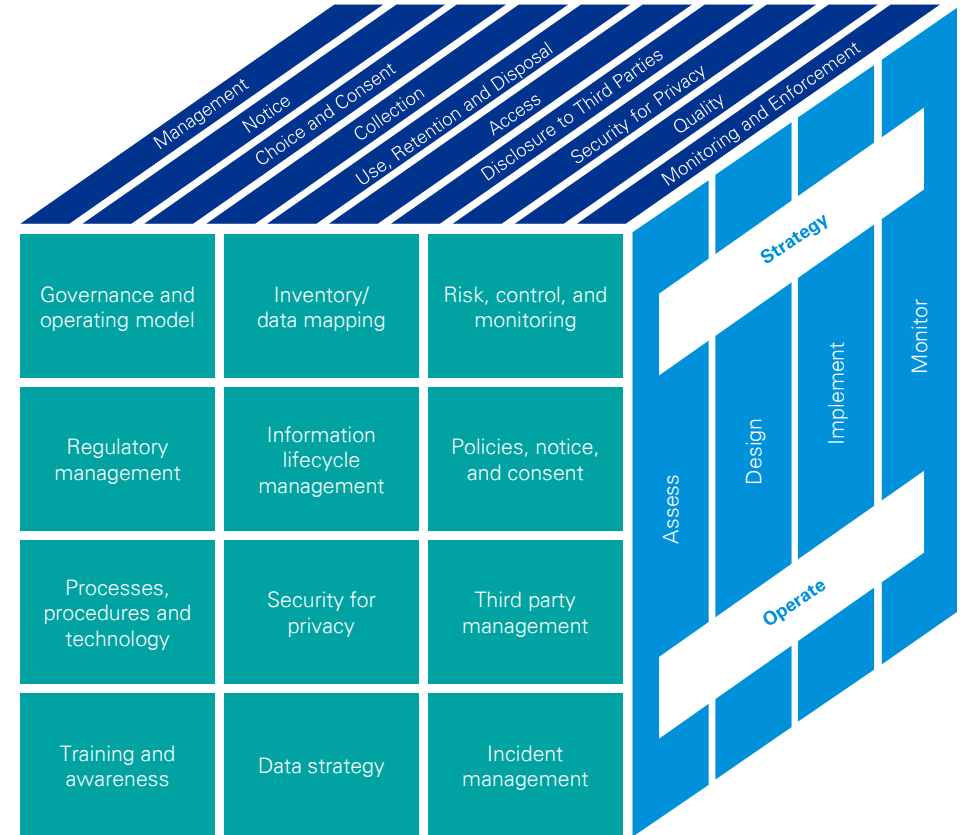 Management
Notice
Choice and Consent
Collection
Use, Retention and Disposal
Access
Disclosure to Third Parties
Security for Privacy
Quality
Monitoring and Enforcement
Governance and
operating model
Inventory/
data mapping
Risk, control, and
monitoring
Regulatory
management
Information
lifecycle
management
Policies, notice,
and consent
Processes,
procedures and
technology
Security for
privacy
Third party
management
Training and
awareness
Data strategy
Incident
management
Strategy
Assess
Design
Implement
Monitor
Operate